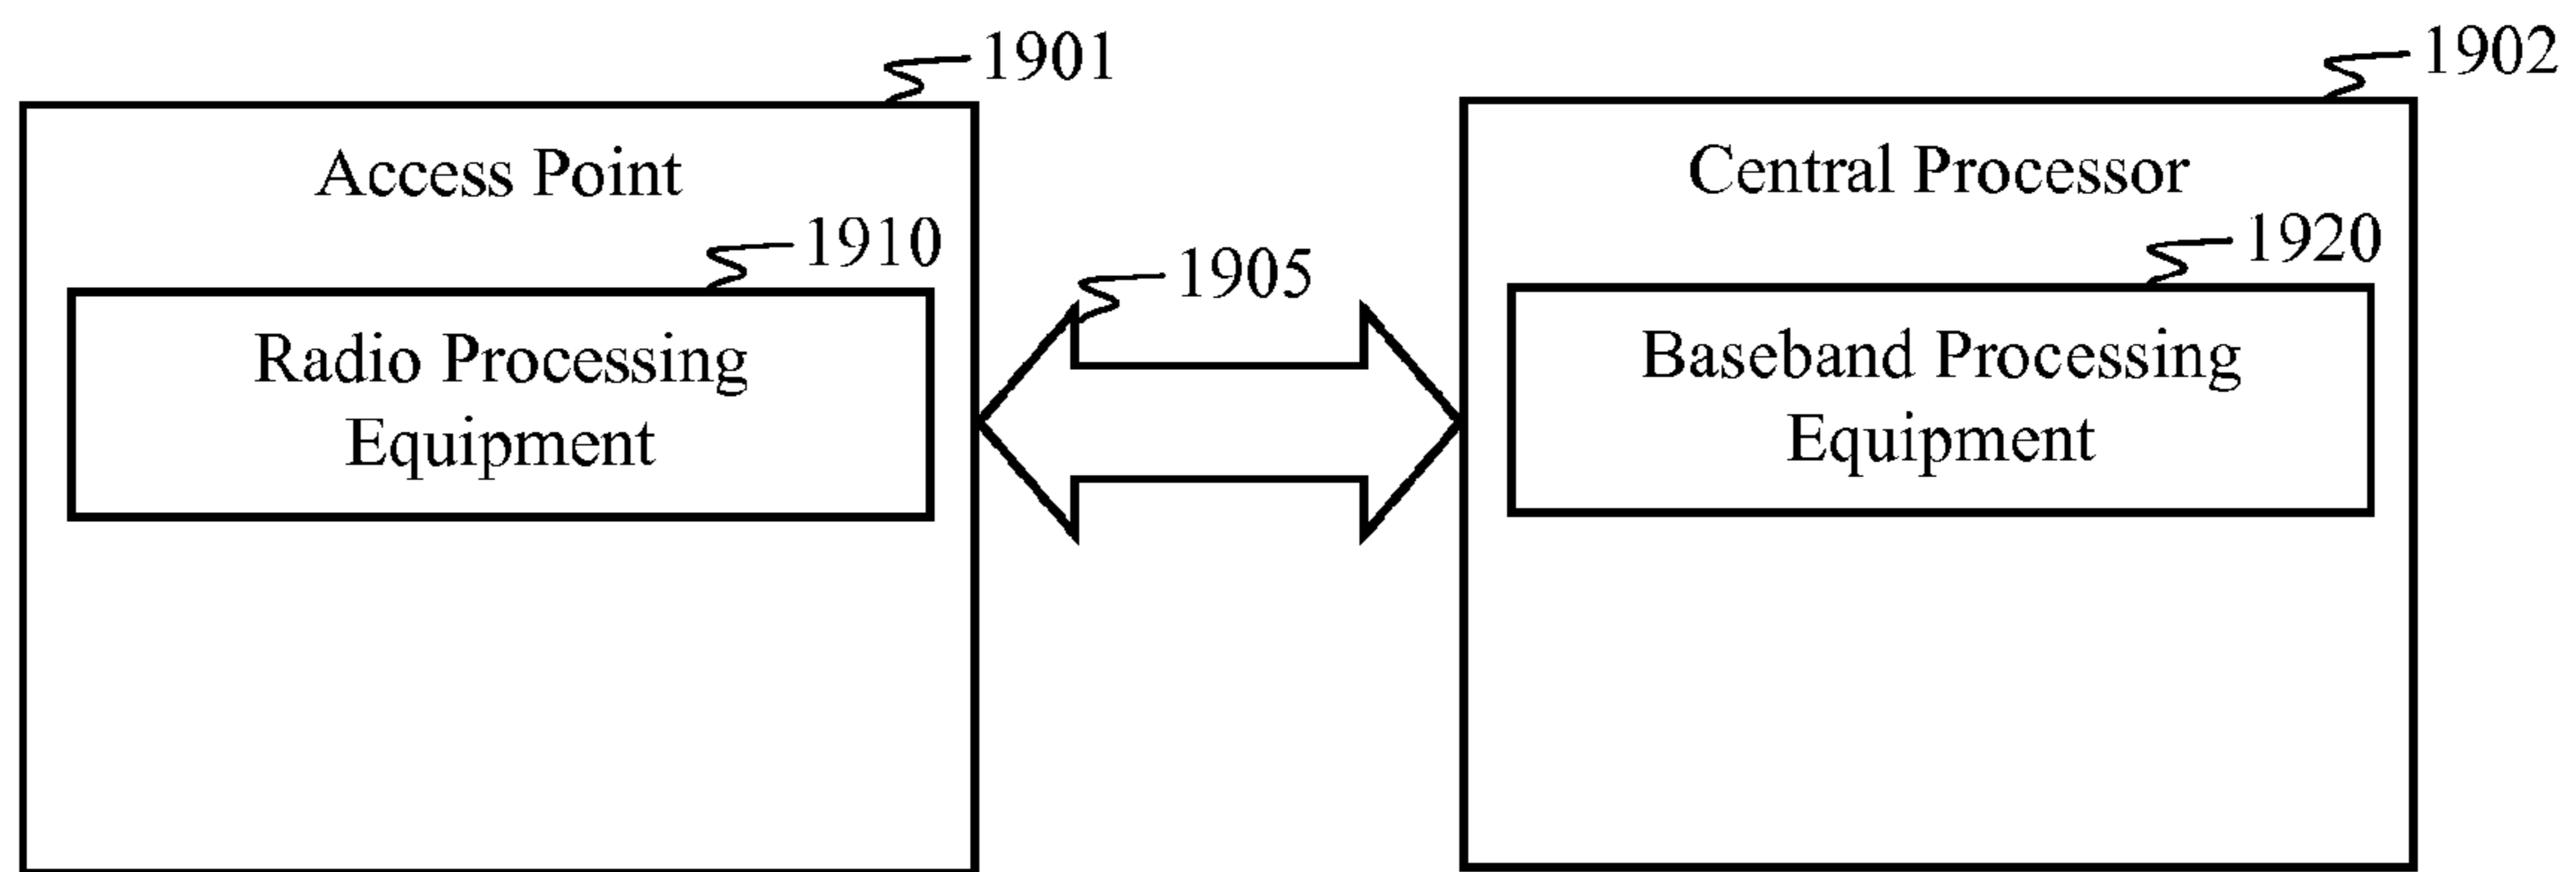 1901
1902
Access Point
Central Processor
1910
1920
1905
Radio Processing
Equipment
Baseband Processing
Equipment